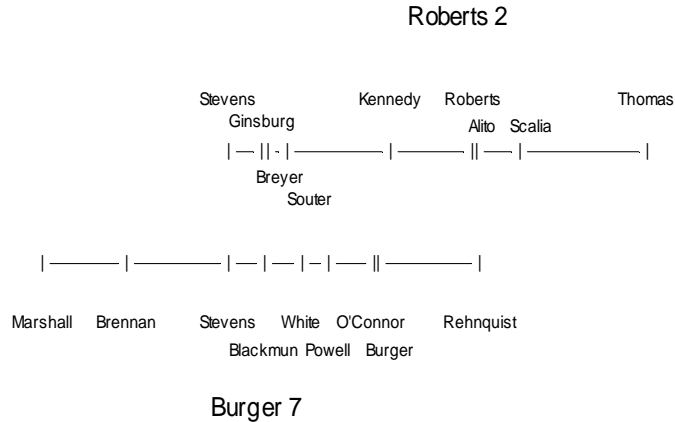 Roberts 2
Stevens Kennedy Roberts Thomas
Ginsburg Alito Scalia
Breyer
Souter
Marshall Brennan Stevens White O'Connor Rehnquist
Blackmun Powell Burger
Burger 7